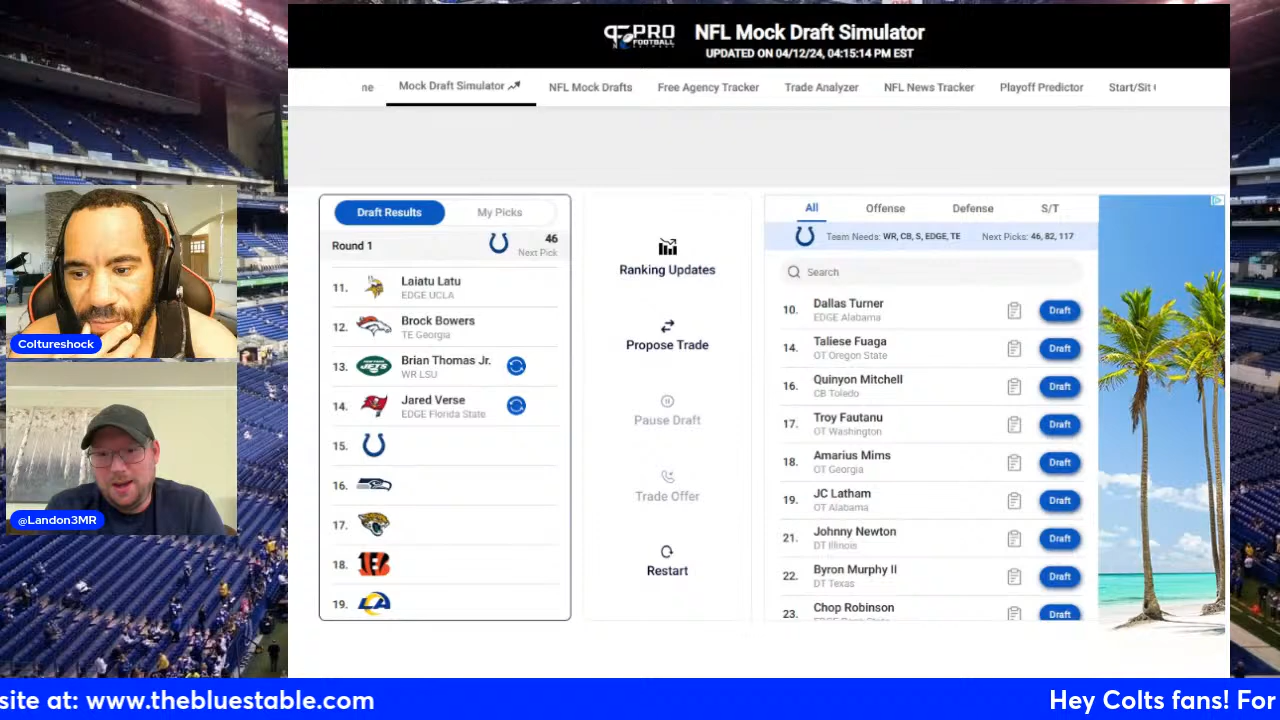 PRO
FOOTBALL
NETWORK
NFL Mock Draft Simulator
UPDATED ON 04/12/24, 04:15:14 PM EST
ne
Mock Draft Simulator
NFL Mock Drafts
Free Agency Tracker
Trade Analyzer
NFL News Tracker
Playoff Predictor
Start/Sit
Draft Results
My Picks
Round 1
46
Next Pick
11.
Laiatu Latu
EDGE UCLA
12.
Brock Bowers
TE Georgia
13.
JETS
Brian Thomas Jr.
WR LSU
14.
Jared Verse
EDGE Florida State
15.
16.
17.
18.
19.
Ranking Updates
Propose Trade
Pause Draft
Trade Offer
Restart
All
Offense
Defense
S/T
Team Needs: WR, CB, S, EDGE, TE
Next Picks: 46, 82, 117
Search
10.
Dallas Turner
EDGE Alabama
Draft
14.
Taliese Fuaga
OT Oregon State
Draft
16.
Quinyon Mitchell
CB Toledo
Draft
17.
Troy Fautanu
OT Washington
Draft
18.
Amarius Mims
OT Georgia
Draft
19.
JC Latham
OT Alabama
Draft
21.
Johnny Newton
DT Illinois
Draft
22.
Byron Murphy II
DT Texas
Draft
23.
Chop Robinson
Draft
Coltureshock
@Landon3MR
site at: www.thebluestable.com
Hey Colts fans! For